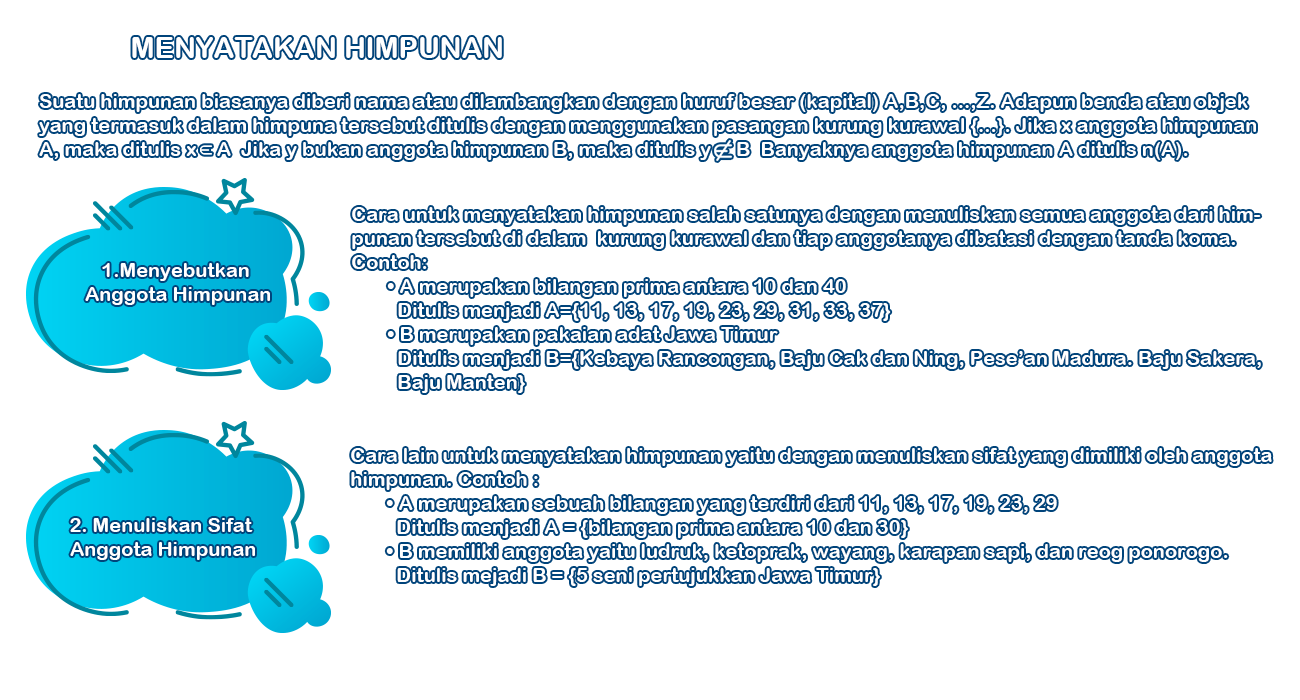 MENYATAKAN HIMPUNAN
Suatu himpunan biasanya diberi nama atau dilambangkan dengan huruf besar (kapital) A,B,C, ...,Z. Adapun benda atau objek
yang termasuk dalam himpuna tersebut ditulis dengan menggunakan pasangan kurung kurawal {...}. Jika x anggota himpunan
A, maka ditulis x∈A Jika y bukan anggota himpunan B, maka ditulis y∉B Banyaknya anggota himpunan A ditulis n(A).
1.Menyebutkan
Anggota Himpunan
Cara untuk menyatakan himpunan salah satunya dengan menuliskan semua anggota dari him-
punan tersebut di dalam kurung kurawal dan tiap anggotanya dibatasi dengan tanda koma.
Contoh:
• A merupakan bilangan prima antara 10 dan 40
Ditulis menjadi A={11, 13, 17, 19, 23, 29, 31, 33, 37}
• B merupakan pakaian adat Jawa Timur
Ditulis menjadi B={Kebaya Rancongan, Baju Cak dan Ning, Pese'an Madura. Baju Sakera,
Baju Manten}
2. Menuliskan Sifat
Anggota Himpunan
Cara lain untuk menyatakan himpunan yaitu dengan menuliskan sifat yang dimiliki oleh anggota
himpunan. Contoh :
• A merupakan sebuah bilangan yang terdiri dari 11, 13, 17, 19, 23, 29
Ditulis menjadi A = {bilangan prima antara 10 dan 30}
• B memiliki anggota yaitu ludruk, ketoprak, wayang, karapan sapi, dan reog ponorogo.
Ditulis mejadi B = {5 seni pertujukkan Jawa Timur}